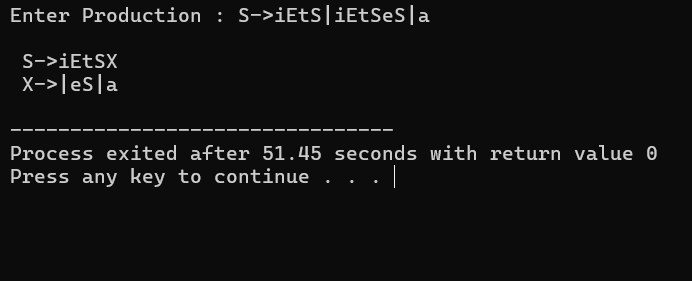 Enter Production : S->iEtS|iEtSeS|a
S->iEtSX
X->|eS|a
--------------------------------
Process exited after 51.45 seconds with return value 0
Press any key to continue . . .